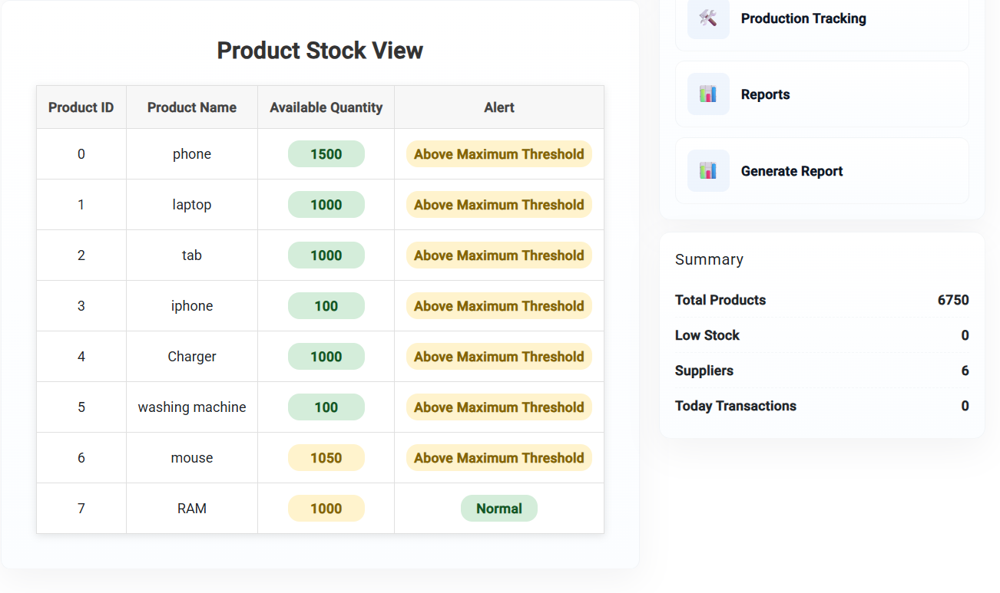 Product Stock View
Product ID Product Name Available Quantity Alert
0 phone 1500 Above Maximum Threshold
1 laptop 1000 Above Maximum Threshold
2 tab 1000 Above Maximum Threshold
3 iphone 100 Above Maximum Threshold
4 Charger 1000 Above Maximum Threshold
5 washing machine 100 Above Maximum Threshold
6 mouse 1050 Above Maximum Threshold
7 RAM 1000 Normal
Production Tracking
Reports
Generate Report
Summary
Total Products 6750
Low Stock 0
Suppliers 6
Today Transactions 0